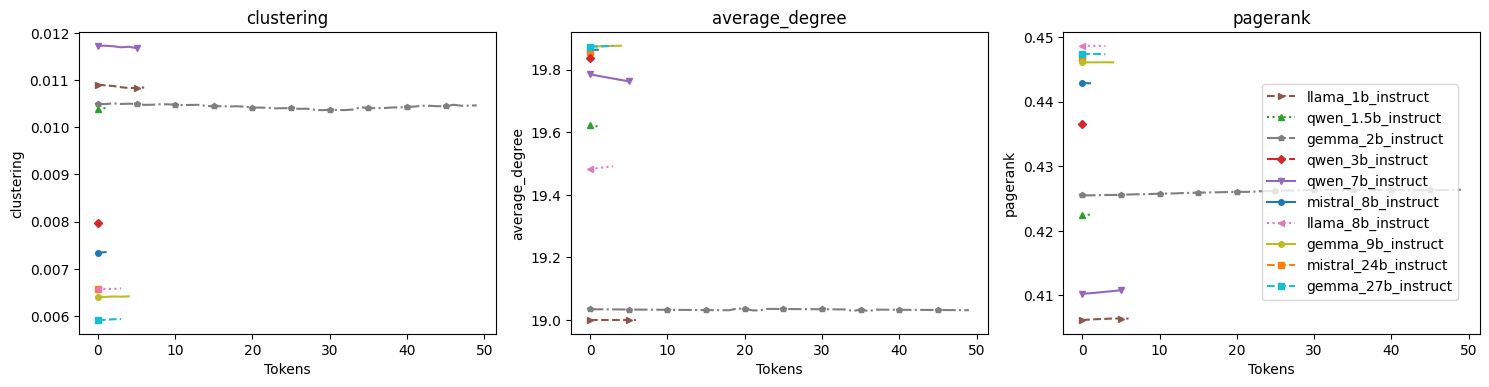 clustering
clustering
0.012
0.011
0.010
0.009
0.008
0.007
0.006
0
10
20
30
40
50
Tokens
average_degree
average_degree
19.8
19.6
19.4
19.2
19.0
0
10
20
30
40
50
Tokens
pagerank
pagerank
0.45
0.44
0.43
0.42
0.41
0
10
20
30
40
50
Tokens
llama_1b_instruct
qwen_1.5b_instruct
gemma_2b_instruct
qwen_3b_instruct
qwen_7b_instruct
mistral_8b_instruct
llama_8b_instruct
gemma_9b_instruct
mistral_24b_instruct
gemma_27b_instruct